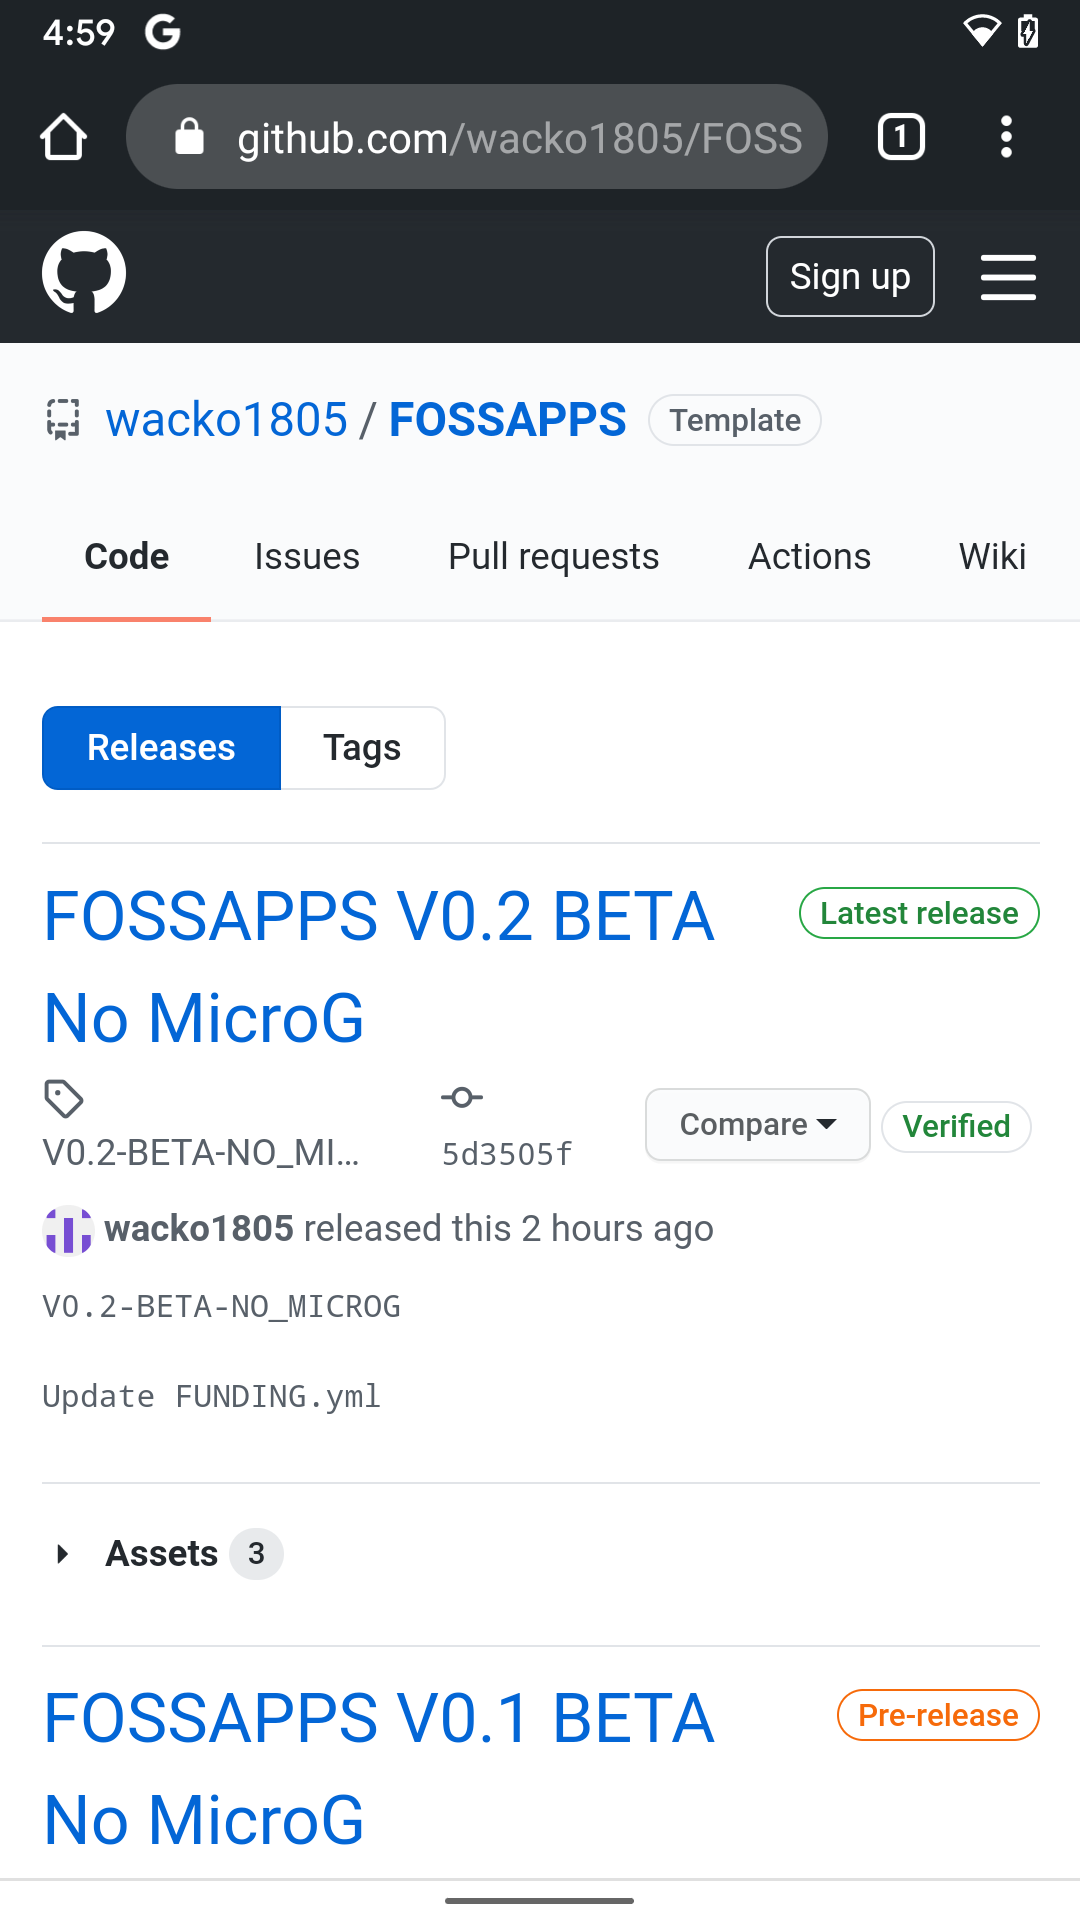 4:59
github.com/wacko1805/FOSS
1
Sign up
wacko1805 / FOSSAPPS Template
Code Issues Pull requests Actions Wiki
Releases Tags
FOSSAPPS V0.2 BETA Latest release
No MicroG
V0.2-BETA-NO_MI... 5d3505f Compare Verified
wacko1805 released this 2 hours ago
V0.2-BETA-NO_MICROG
Update FUNDING.yml
Assets 3
FOSSAPPS V0.1 BETA Pre-release
No MicroG